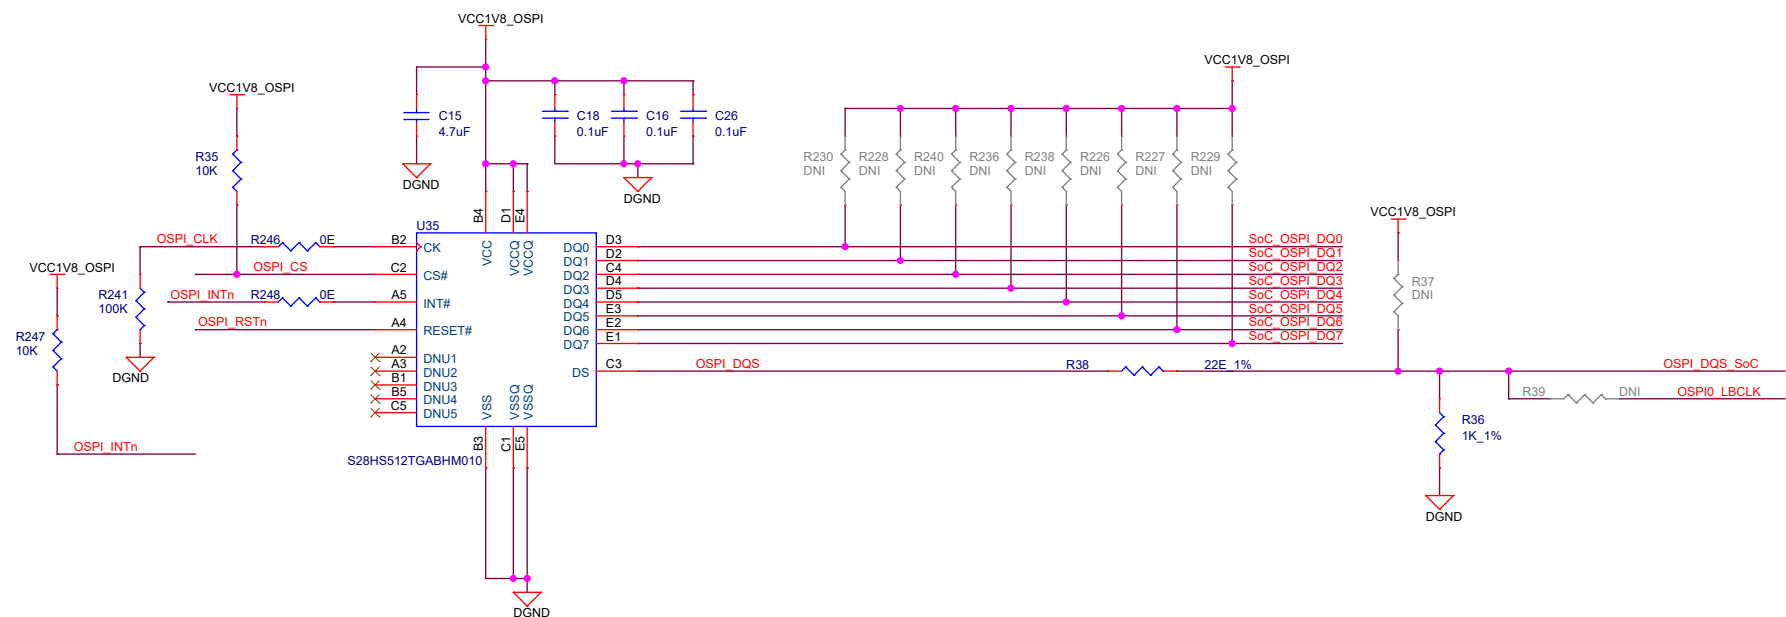 VCC1V8_OSPI
VCC1V8_OSPI
VCC1V8_OSPI
C15
4.7uF
C18
0.1uF
C16
0.1uF
C26
0.1uF
R35
10K
DGND
DGND
R230
DNI
R228
DNI
R240
DNI
R236
DNI
R238
DNI
R226
DNI
R227
DNI
R229
DNI
VCC1V8_OSPI
B4
D1
E4
U35
OSPI_CLK
R246
0E
B2
CK
VCC
VCCQ
VCCQ
DQ0
D3
SoC_OSPI_DQ0
DQ1
D2
SoC_OSPI_DQ1
VCC1V8_OSPI
OSPI_CS
C2
CS#
DQ2
C4
SoC_OSPI_DQ2
DQ3
D4
SoC_OSPI_DQ3
R37
DNI
R241
100K
OSPI_INTn
R248
0E
A5
INT#
DQ4
D5
SoC_OSPI_DQ4
DQ5
E3
SoC_OSPI_DQ5
OSPI_RSTn
A4
RESET#
DQ6
E2
SoC_OSPI_DQ6
R247
10K
DQ7
E1
SoC_OSPI_DQ7
A2
DNU1
A3
DNU2
B1
DNU3
B5
DNU4
C5
DNU5
DGND
DS
C3
OSPI_DQS
R38
22E_1%
OSPI_DQS_SoC
R39
DNI
OSPI0_LBCLK
VSS
VSSQ
VSSQ
R36
1K_1%
OSPI_INTn
B3
C1
E5
S28HS512TGABHM010
DGND
DGND